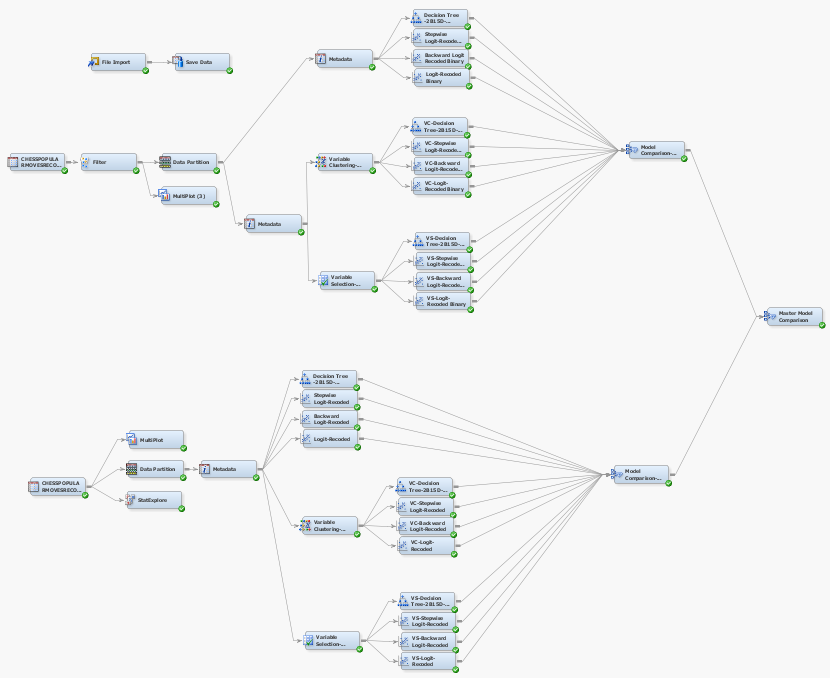 Decision Tree
-2B15D-...
Stepwise
Logit-Recode...
Backward Logit
Recoded Binary
Logit-Recoded
Binary
File Import
Save Data
Metadata
VC-Decision
Tree-2B15D-...
VC-Stepwise
Logit-Recode...
VC-Backward
Logit-Recode...
VC-Logit-
Recoded Binary
Model
Comparison-...
CHESSPOPULA
RMOVESRECO...
Filter
Data Partition
Variable
Clustering-...
MultiPlot (3)
Metadata
VS-Decision
Tree-2B15D-...
VS-Stepwise
Logit-Recode...
VS-Backward
Logit-Recode...
VS-Logit-
Recoded Binary
Variable
Selection-...
Master Model
Comparison
Decision Tree
-2B15D-...
Stepwise
Logit-Recoded
Backward
Logit-Recoded
Logit-Recoded
MultiPlot
Data Partition
Metadata
CHESSPOPULA
RMOVESRECO...
StatExplore
Model
Comparison-...
VC-Decision
Tree-2B15D-...
VC-Stepwise
Logit-Recoded
VC-Backward
Logit-Recoded
VC-Logit-
Recoded
Variable
Clustering-...
VS-Decision
Tree-2B15D-...
VS-Stepwise
Logit-Recoded
VS-Backward
Logit-Recoded
VS-Logit-
Recoded
Variable
Selection-...